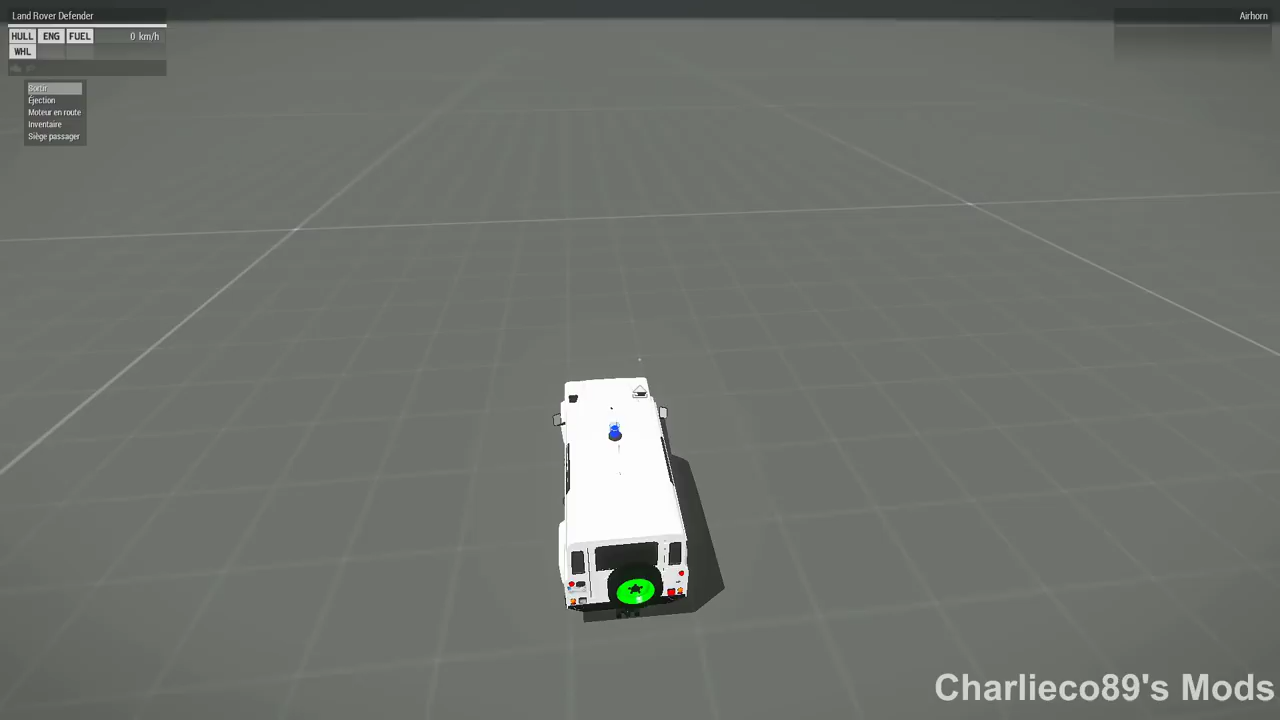 Land Rover Defender
Airhorn
HULL ENG FUEL 0 km/h
WHL
Sortir
Éjection
Moteur en route
Inventaire
Siège passager
Charlieco89's Mods